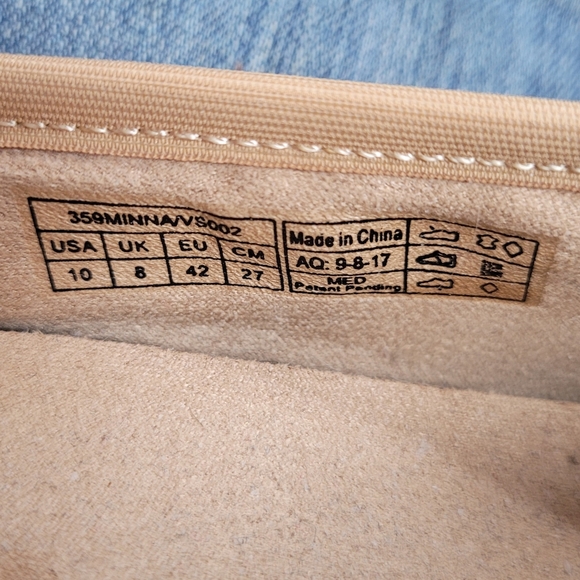 359MINNA/VS002
USA UK EU CM
10 8 42 27
Made in China
AQ: 9-8-17
MED
Patent Pending